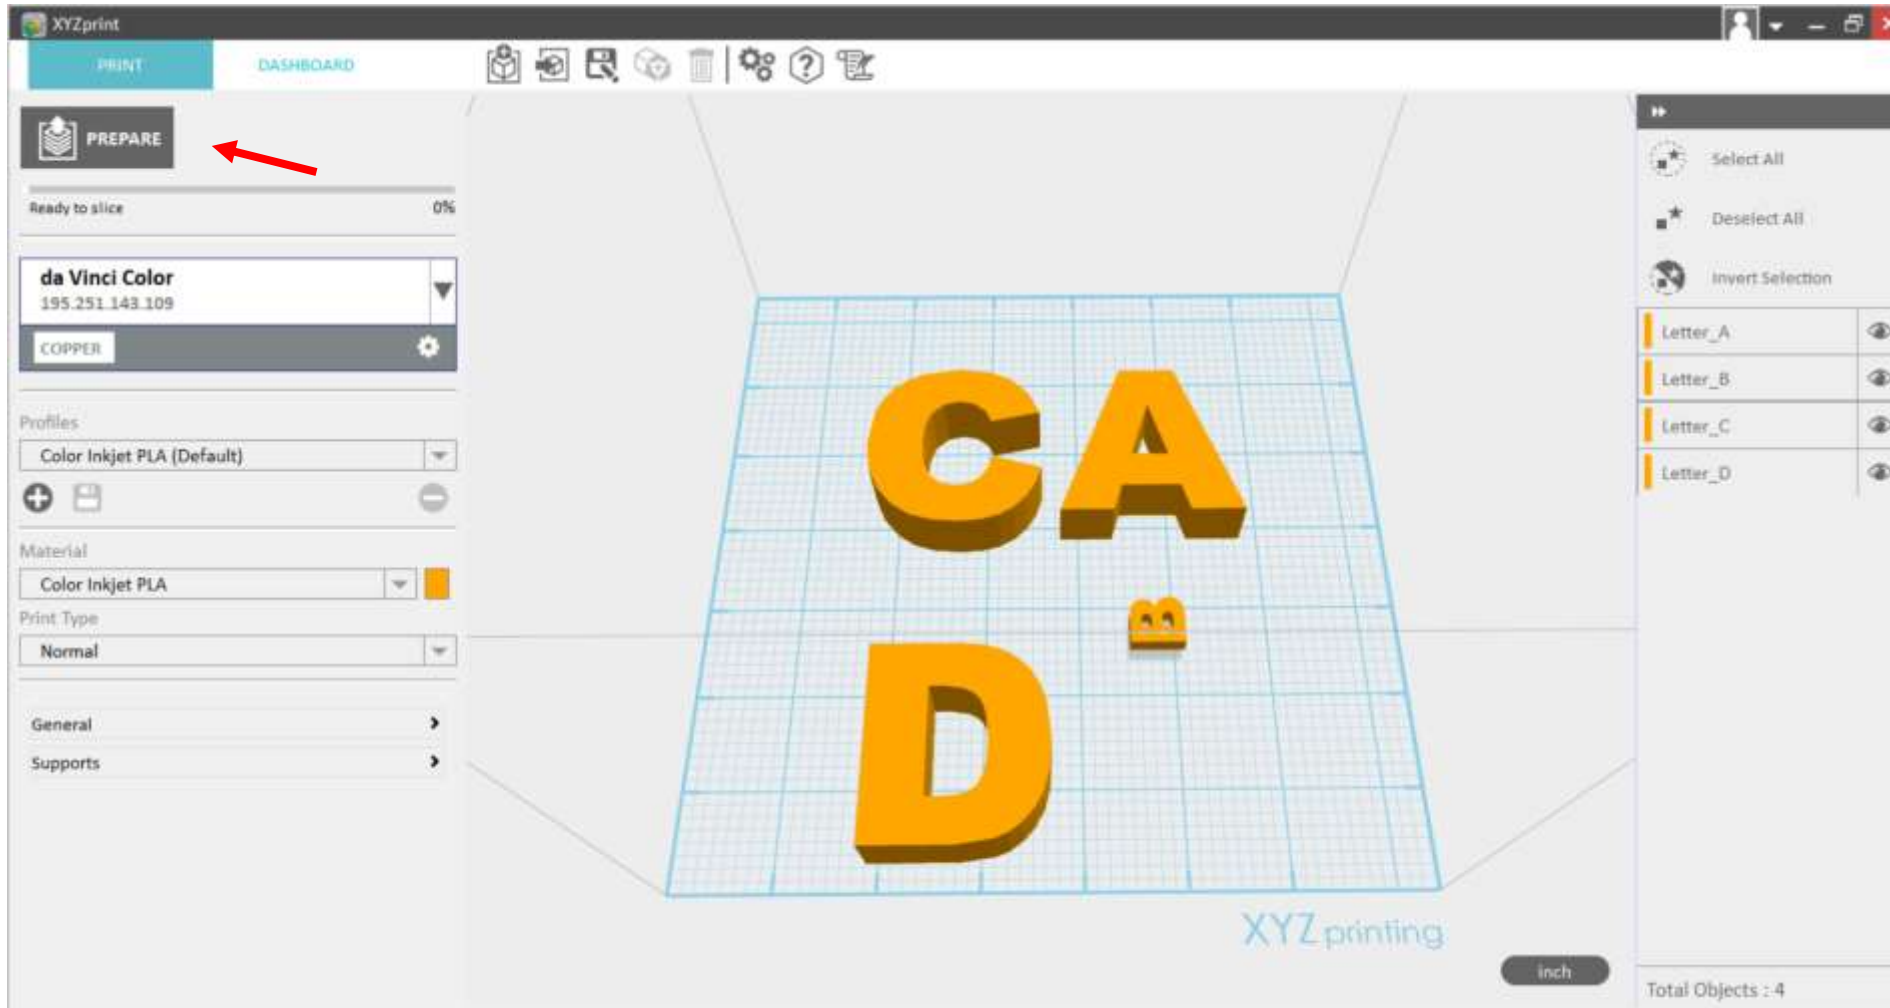 XYZprint
PRINT
DASHBOARD
PREPARE
Ready to slice
0%
da Vinci Color
195.251.143.109
COPPER
Profiles
Color Inkjet PLA (Default)
Material
Color Inkjet PLA
Print Type
Normal
General
Supports
C A
B
D
XYZprinting
inch
Select All
Deselect All
Invert Selection
Letter_A
Letter_B
Letter_C
Letter_D
Total Objects : 4